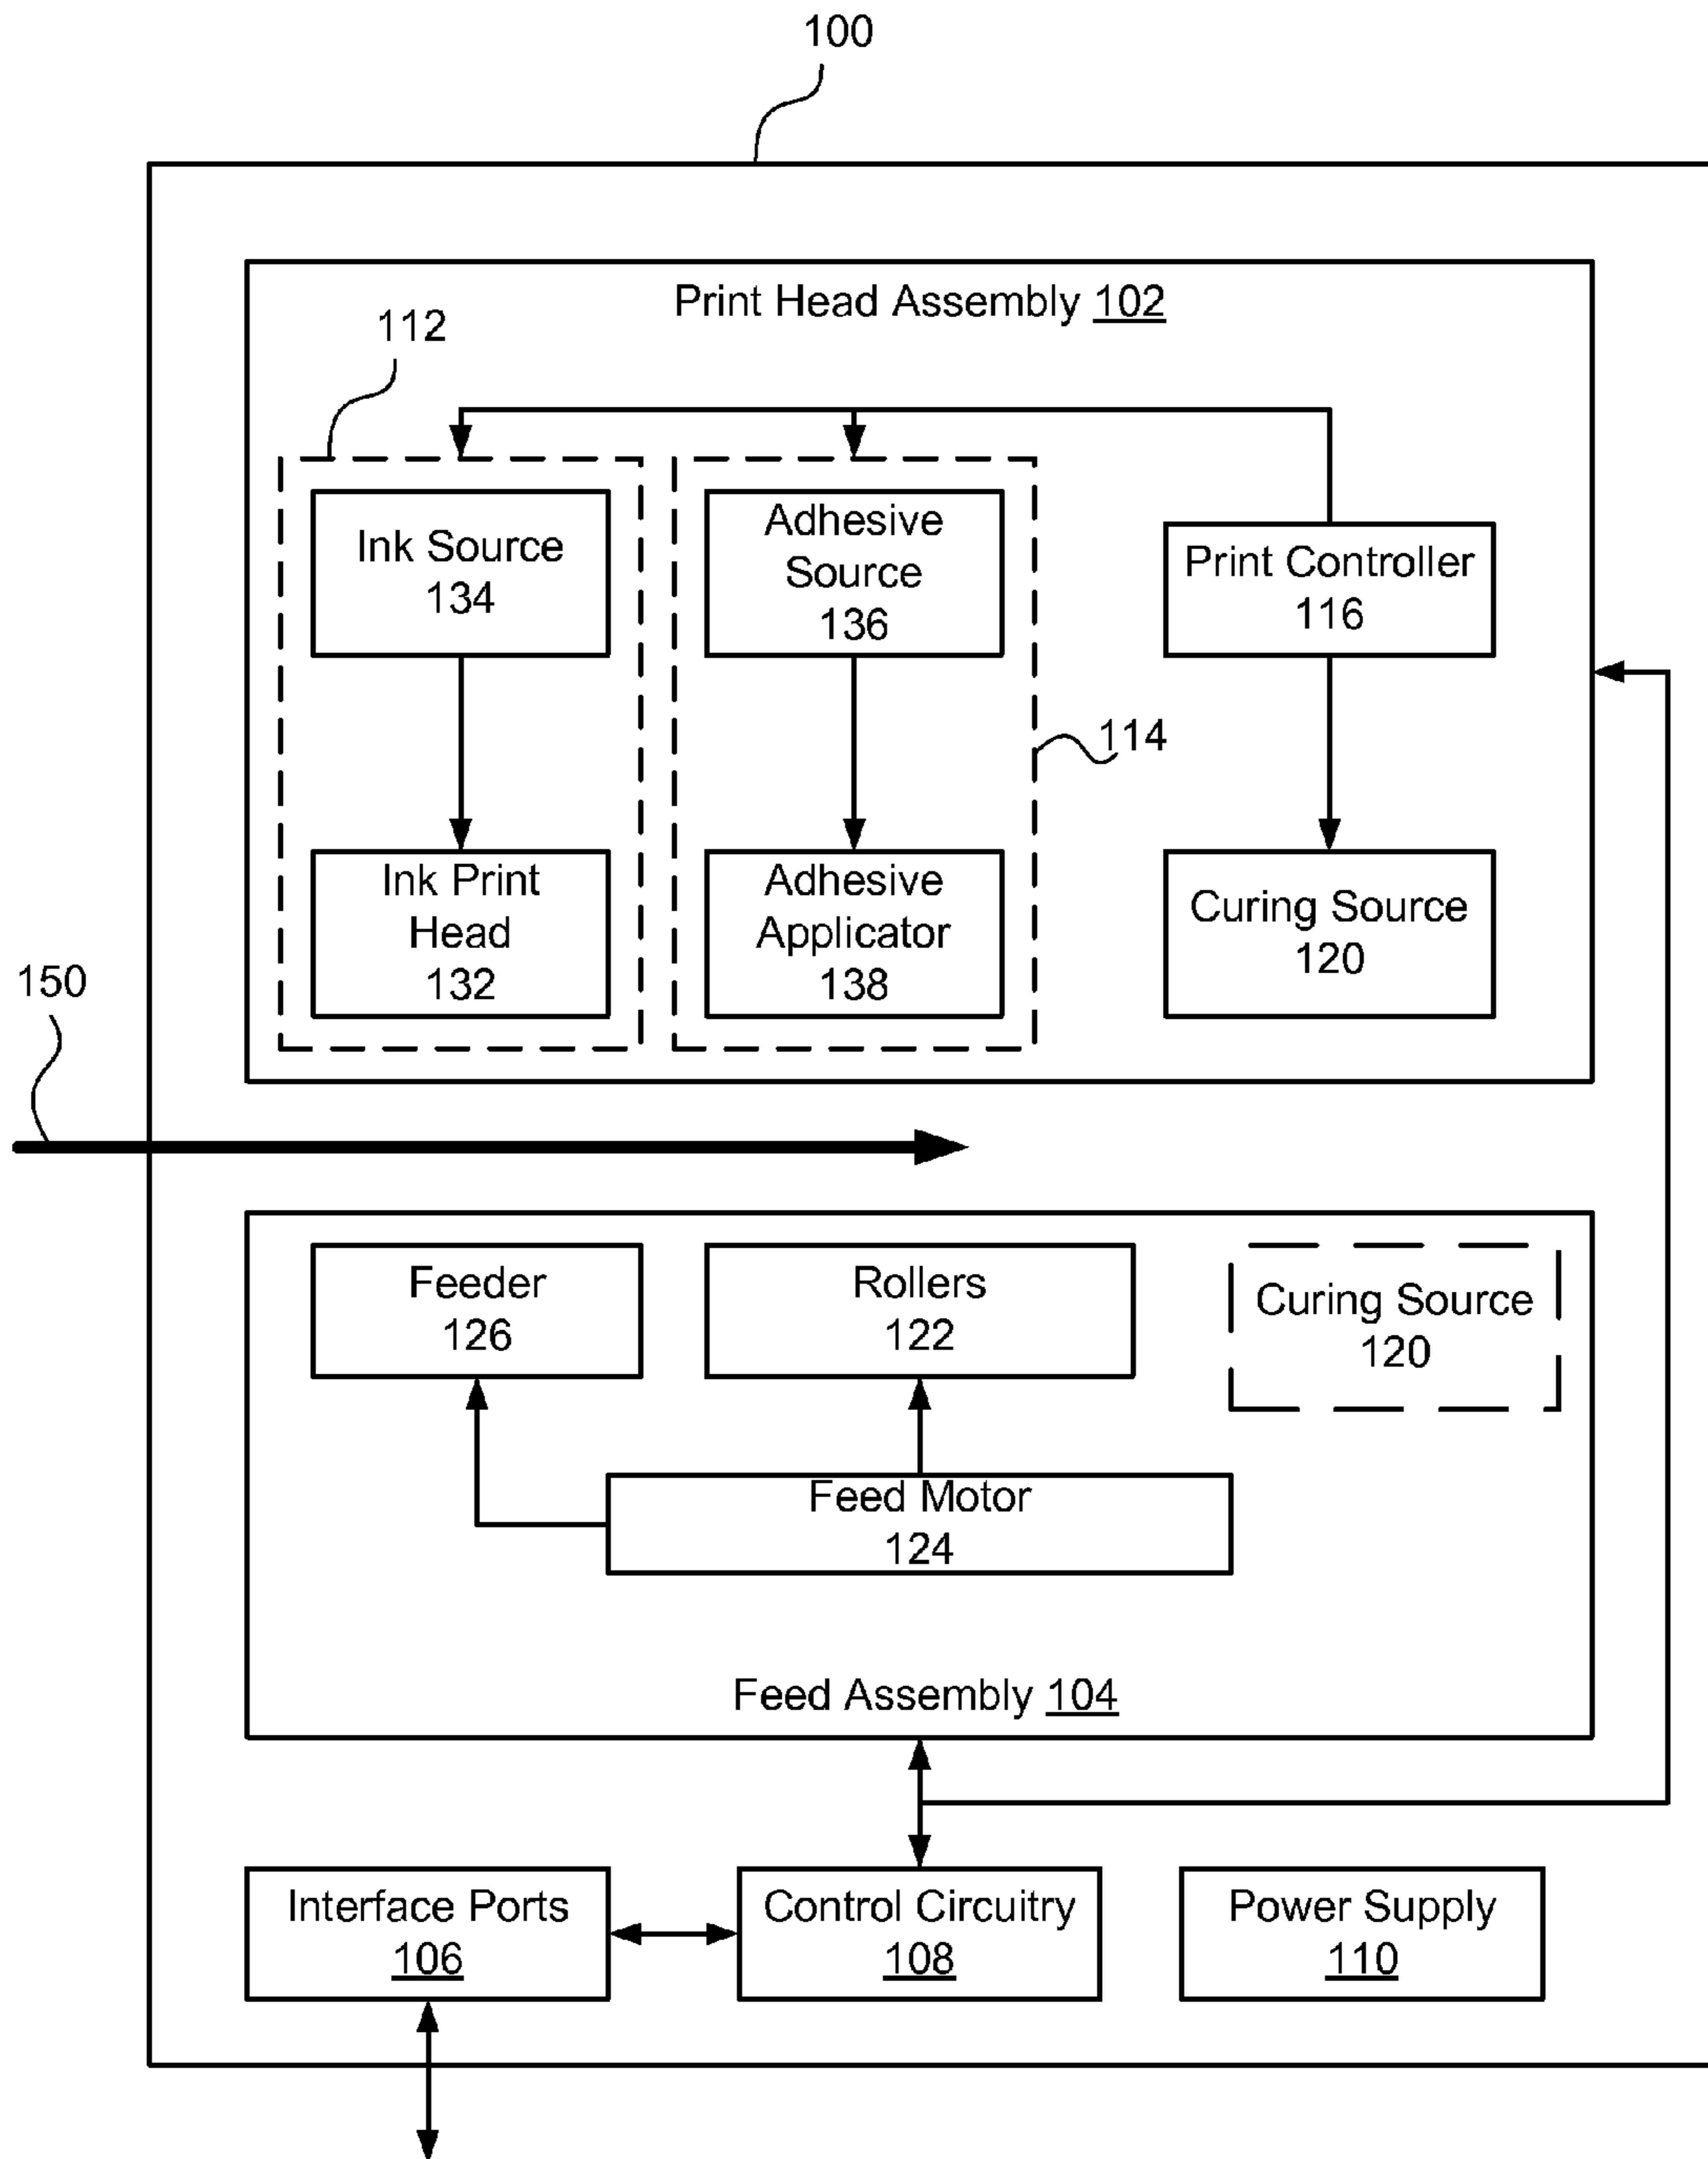 100
Print Head Assembly 102
112
Ink Source
134
Adhesive
Source
136
Print Controller
116
114
Ink Print
Head
132
Adhesive
Applicator
138
Curing Source
120
150
Feeder
126
Rollers
122
Curing Source
120
Feed Motor
124
Feed Assembly 104
Interface Ports
106
Control Circuitry
108
Power Supply
110